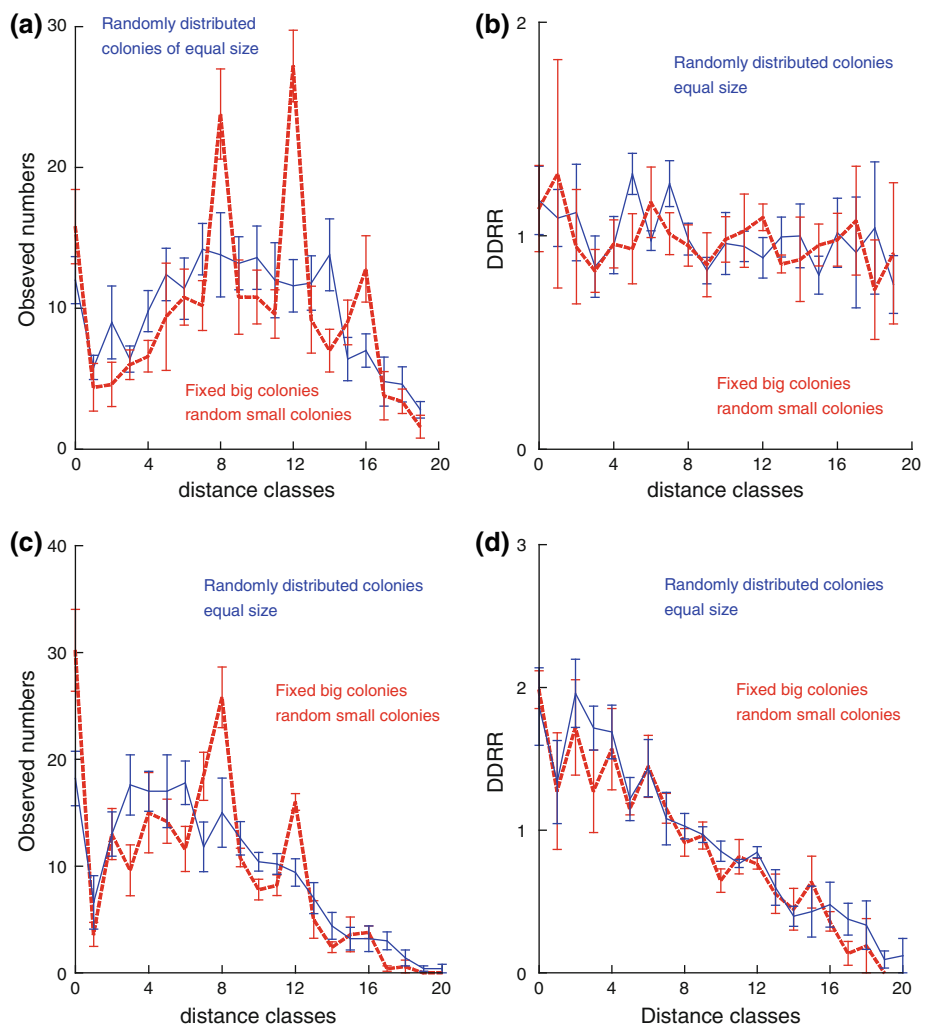 (a)
Randomly distributed
colonies of equal size
30
20
10
0
Obseved numbers
Fixed big colonies
random small colonies
0 4 8 12 16 20
distance classes
(b)
2
1
0
DDRR
Randomly distributed colonies
equal size
Fixed big colonies
random small colonies
0 4 8 12 16 20
distance classes
(c)
40
30
20
10
0
Observed numbers
Randomly distributed colonies
equal size
Fixed big colonies
random small colonies
0 4 8 12 16 20
distance classes
(d)
3
2
1
0
DDRR
Randomly distributed colonies
equal size
Fixed big colonies
random small colonies
0 4 8 12 16 20
Distance classes